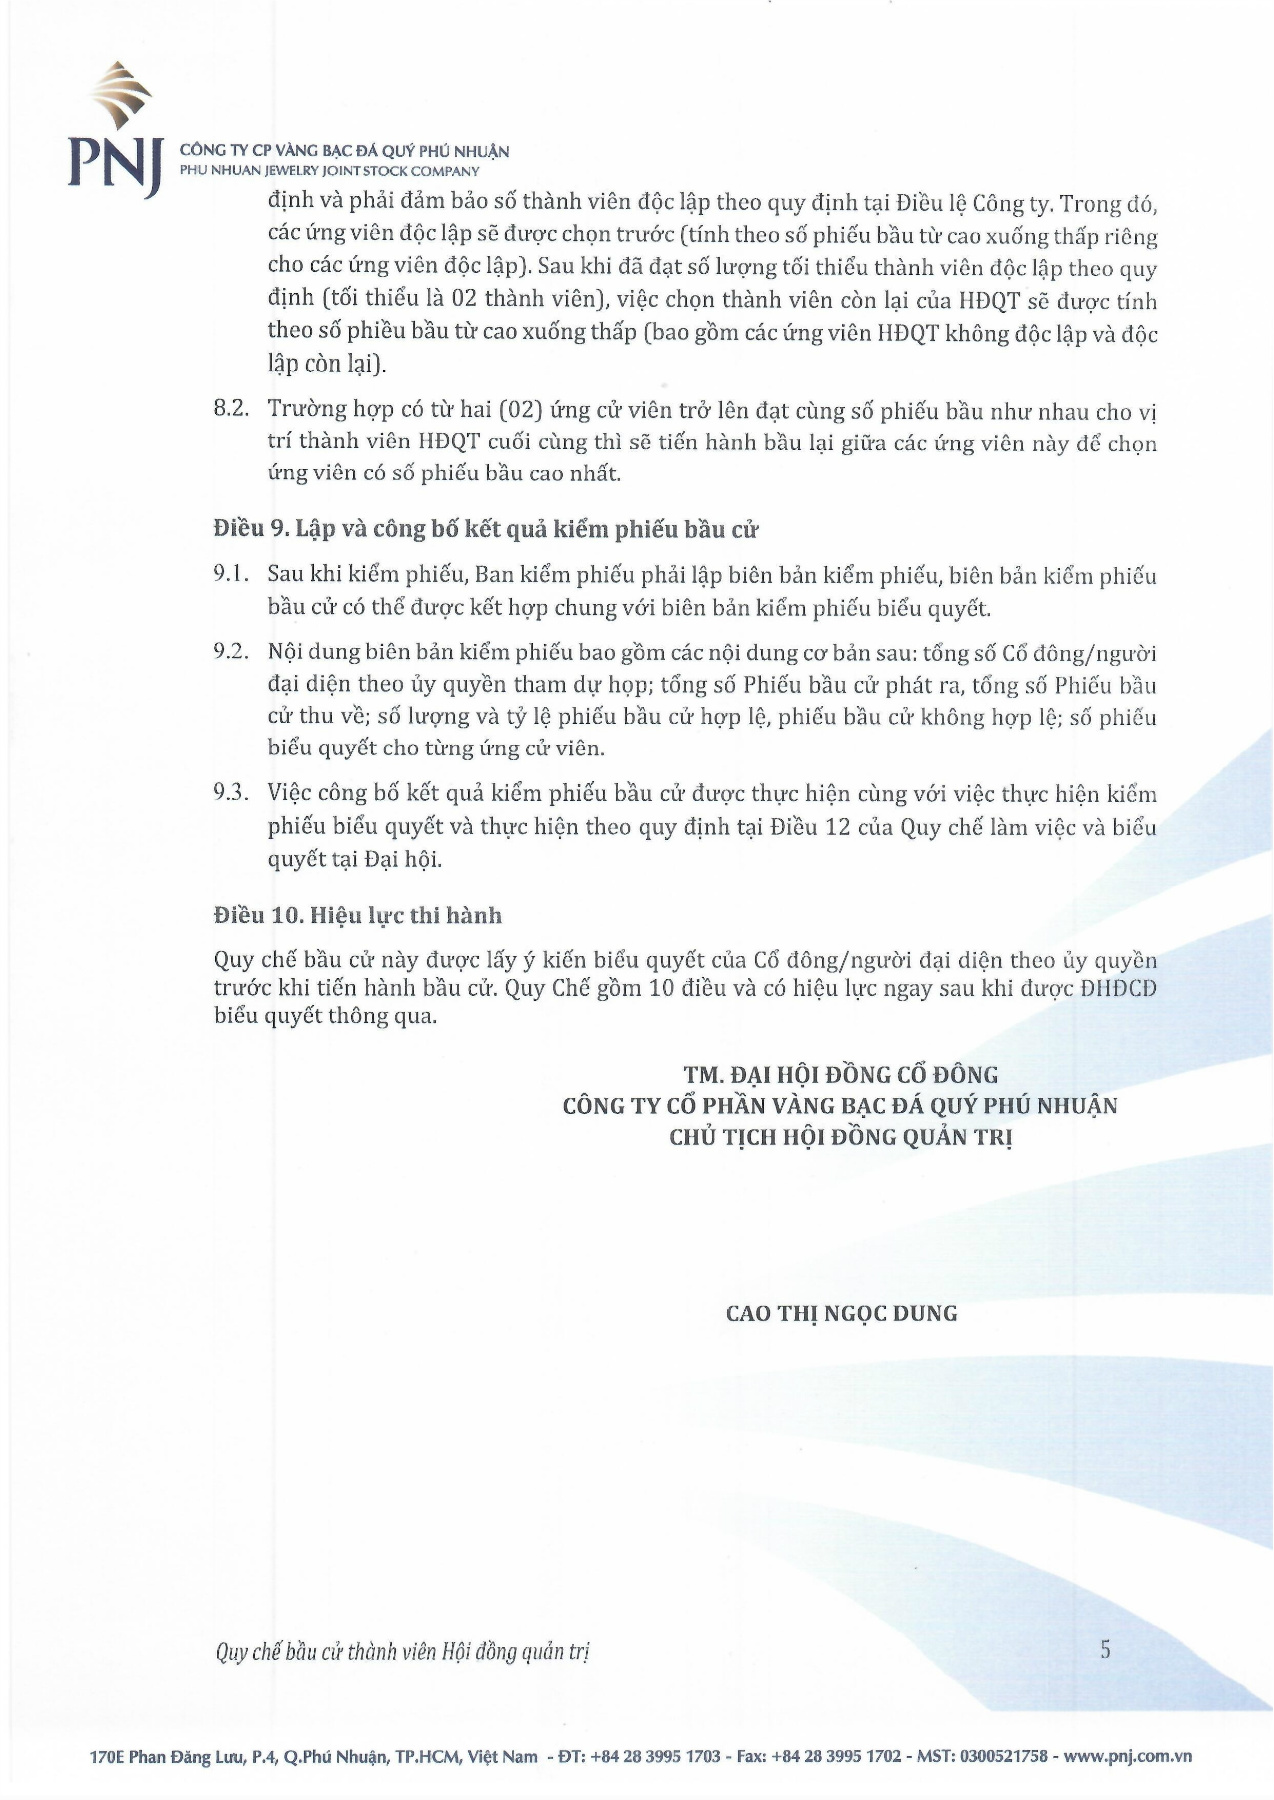 PNJ
CÔNG TY CP VÀNG BẠC ĐÁ QUÝ PHÚ NHUẬN
PHU NHUAN JEWELRY JOINT STOCK COMPANY
định và phải đảm bảo số thành viên độc lập theo quy định tại Điều lệ Công ty. Trong đó,
các ứng viên độc lập sẽ được chọn trước (tính theo số phiếu bầu từ cao xuống thấp riêng
cho các ứng viên độc lập). Sau khi đã đạt số lượng tối thiểu thành viên độc lập theo quy
định (tối thiểu là 02 thành viên), việc chọn thành viên còn lại của HĐQT sẽ được tính
theo số phiều bầu từ cao xuống thấp (bao gồm các ứng viên HĐQT không độc lập và độc
lập còn lại).
8.2. Trường hợp có từ hai (02) ứng cử viên trở lên đạt cùng số phiếu bầu như nhau cho vị
trí thành viên HĐQT cuối cùng thì sẽ tiến hành bầu lại giữa các ứng viên này để chọn
ứng viên có số phiếu bầu cao nhất.
Điều 9. Lập và công bố kết quả kiểm phiếu bầu cử
9.1. Sau khi kiểm phiếu, Ban kiểm phiếu phải lập biên bản kiểm phiếu, biên bản kiểm phiếu
bầu cử có thể được kết hợp chung với biên bản kiểm phiếu biểu quyết.
9.2. Nội dung biên bản kiểm phiếu bao gồm các nội dung cơ bản sau: tổng số Cổ đông/người
đại diện theo ủy quyền tham dự họp; tổng số Phiếu bầu cử phát ra, tổng số Phiếu bầu
cử thu về; số lượng và tỷ lệ phiếu bầu cử hợp lệ, phiếu bầu cử không hợp lệ; số phiếu
biểu quyết cho từng ứng cử viên.
9.3. Việc công bố kết quả kiểm phiếu bầu cử được thực hiện cùng với việc thực hiện kiểm
phiếu biểu quyết và thực hiện theo quy định tại Điều 12 của Quy chế làm việc và biểu
quyết tại Đại hội.
Điều 10. Hiệu lực thi hành
Quy chế bầu cử này được lấy ý kiến biểu quyết của Cổ đông/người đại diện theo ủy quyền
trước khi tiến hành bầu cử. Quy Chế gồm 10 điều và có hiệu lực ngay sau khi được ĐHĐCĐ
biểu quyết thông qua.
TM. ĐẠI HỘI ĐỒNG CỔ ĐÔNG
CÔNG TY CỔ PHẦN VÀNG BẠC ĐÁ QUÝ PHÚ NHUẬN
CHỦ TỊCH HỘI ĐỒNG QUẢN TRỊ
CAO THỊ NGỌC DUNG
Quy chế bầu cử thành viên Hội đồng quản trị 5
170E Phan Đăng Lưu, P.4, Q.Phú Nhuận, TP.HCM, Việt Nam - ĐT: +84 28 3995 1703 - Fax: +84 28 3995 1702 - MST: 0300521758 - www.pnj.com.vn